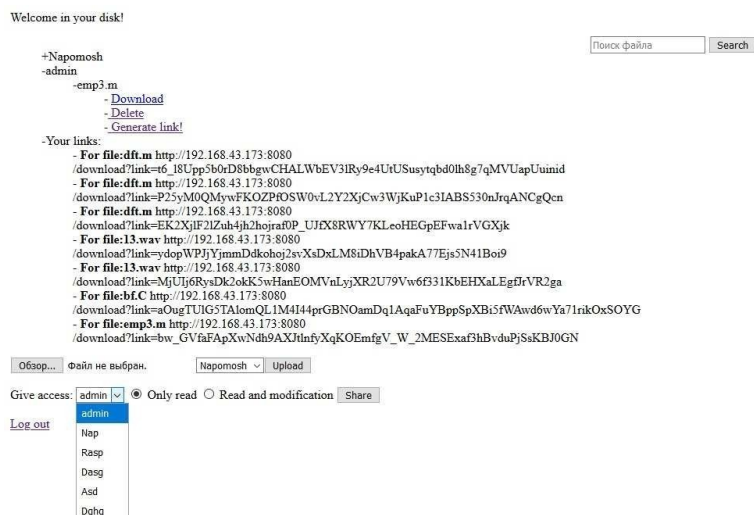 Welcome in your disk!
Поиск файла Search
+Napomosh
-admin
-emp3.m
- Download
- Delete
- Generate link!
-Your links:
- For file:dft.m http://192.168.43.173:8080
/download?link=t6_l8Upp5b0rD8bbgwCHALWbEV3lRy9e4UtUSusytqbd0lh8g7qMVUapUuinid
- For file:dft.m http://192.168.43.173:8080
/download?link=P25yM0QMywFKOZPfOSW0vL2Y2XjCw3WjKuP1c3IABS530nJrqANCgQcn
- For file:dft.m http://192.168.43.173:8080
/download?link=EK2XjlF2lZuh4jh2hojraf0P_UJfX8RWY7KLeoHEGpEFwa1rVGXjk
- For file:13.wav http://192.168.43.173:8080
/download?link=ydopWPJjYjmmDdkohoj2svXsDxLM8iDhVB4pakA77Ejs5N41Boi9
- For file:13.wav http://192.168.43.173:8080
/download?link=MjUIj6RysDk2okK5wHanEOMVnLyjXR2U79Vw6f331KbEHXaLEgfJrVR2ga
- For file:bf.C http://192.168.43.173:8080
/download?link=aOugTUlG5TAlomQL1M4I44prGBNOamDq1AqaFuYBppSpXBi5fWAwd6wYa71rikOxSOYG
- For file:emp3.m http://192.168.43.173:8080
/download?link=bw_GVfaFApXwNdh9AXJtlnfyXqKOEmfgV_W_2MESExaf3hBvduPjSsKBJ0GN
Обзор... Файл не выбран. Napomosh Upload
Give access: admin Only read Read and modification Share
admin
Log out
Nap
Rasp
Dasg
Asd
Dghg